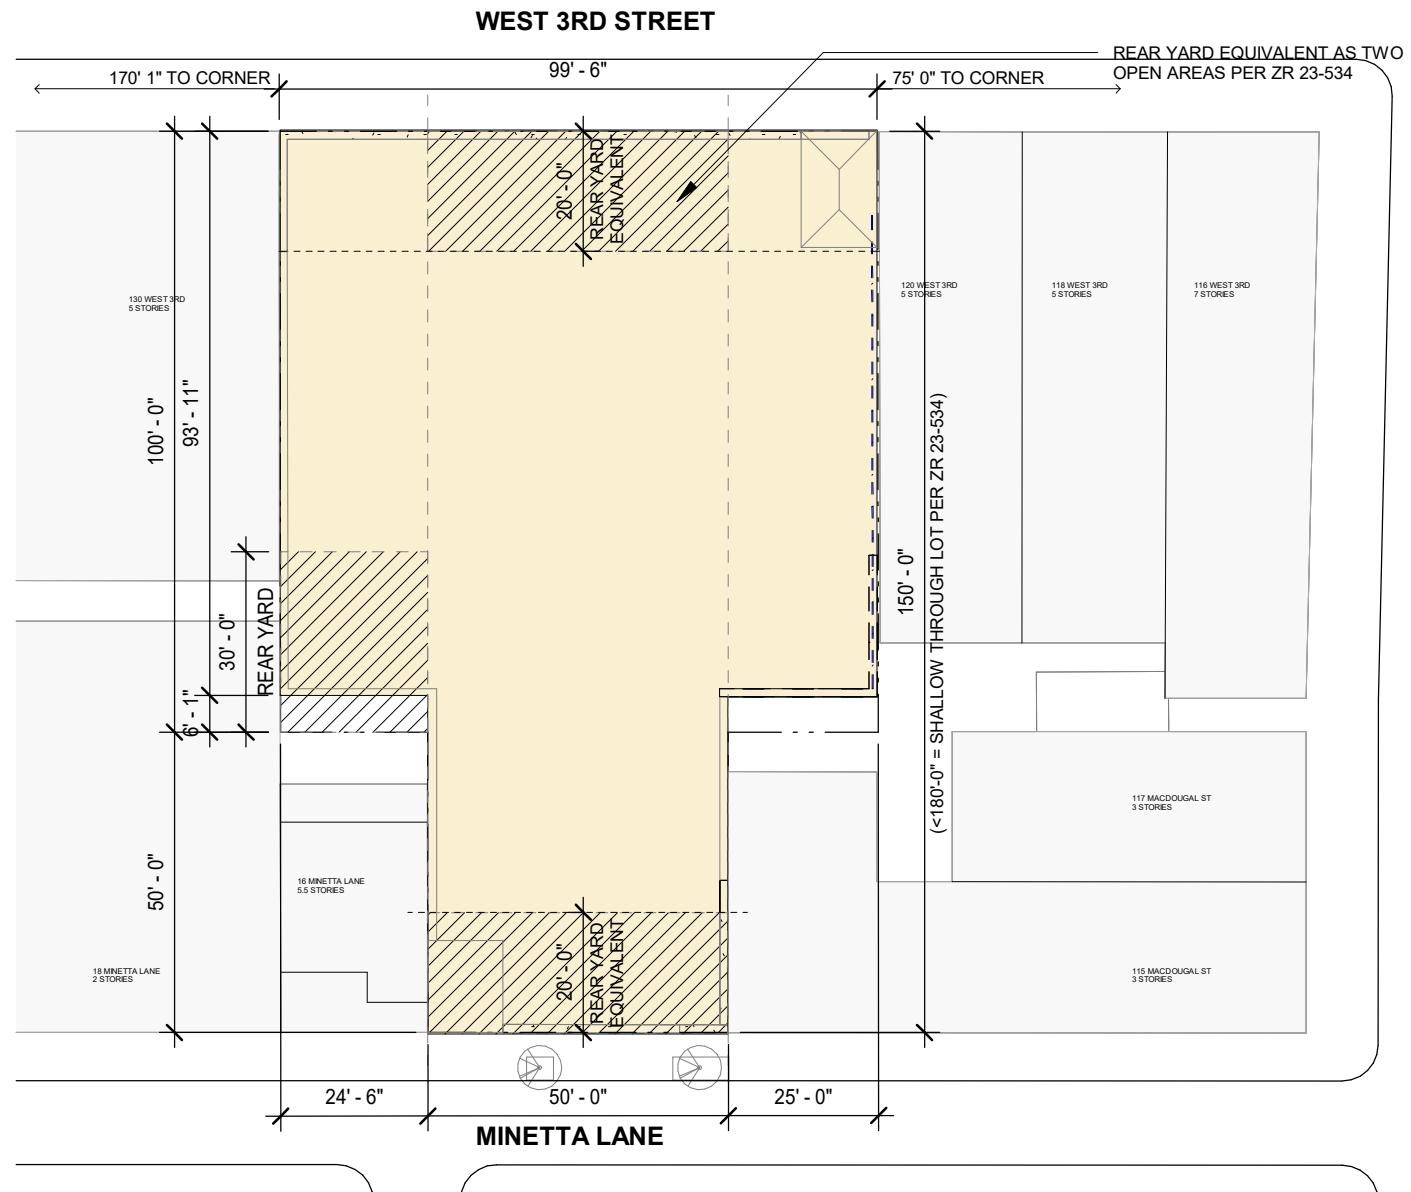 WEST 3RD STREET
REAR YARD EQUIVALENT AS TWO
OPEN AREAS PER ZR 23-534
170' 1" TO CORNER
99' - 6"
75' 0" TO CORNER
20' - 0"
REAR YARD
EQUIVALENT
130 WEST 3RD
5 STORIES
120 WEST 3RD
5 STORIES
118 WEST 3RD
5 STORIES
116 WEST 3RD
7 STORIES
100' - 0"
93' - 11"
150' - 0"
(<180'-0" = SHALLOW THROUGH LOT PER ZR 23-534)
30' - 0"
REAR YARD
6' - 1"
117 MACDOUGAL ST
3 STORIES
50' - 0"
16 MINETTA LANE
5.5 STORIES
18 MINETTA LANE
2 STORIES
20' - 0"
REAR YARD
EQUIVALENT
115 MACDOUGAL ST
3 STORIES
24' - 6"
50' - 0"
25' - 0"
MINETTA LANE